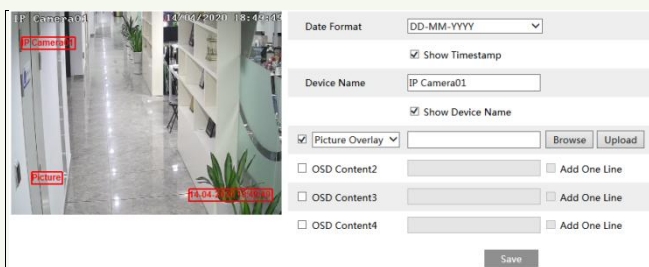 IP Camera01 14/04/2020 18:49:45
IP Camera01
Picture
Date Format DD-MM-YYYY
Show Timestamp
Device Name IP Camera01
Show Device Name
Picture Overlay Browse Upload
OSD Content2 Add One Line
OSD Content3 Add One Line
OSD Content4 Add One Line
Save